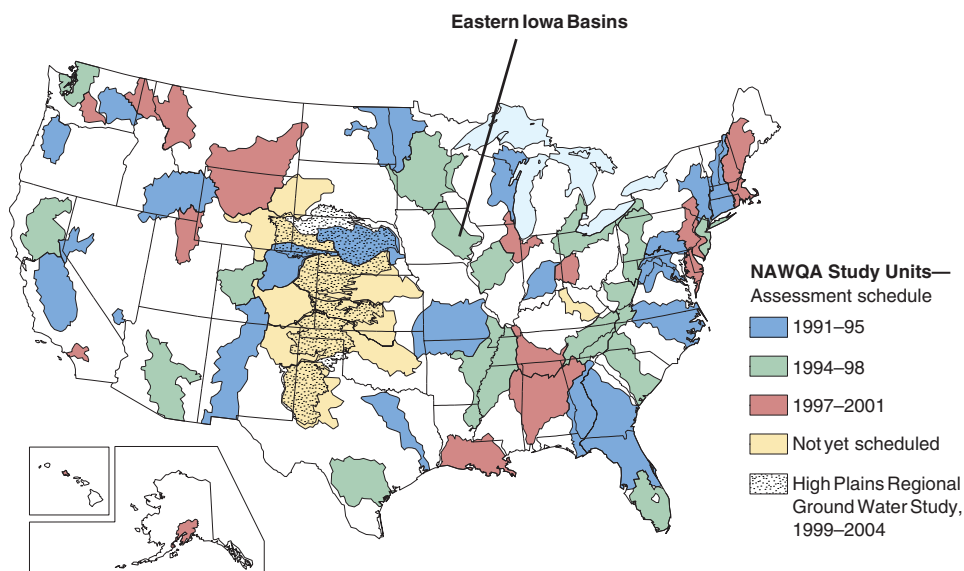 Eastern Iowa Basins
NAWQA Study Units—
Assessment schedule
1991–95
1994–98
1997–2001
Not yet scheduled
High Plains Regional
Ground Water Study,
1999–2004